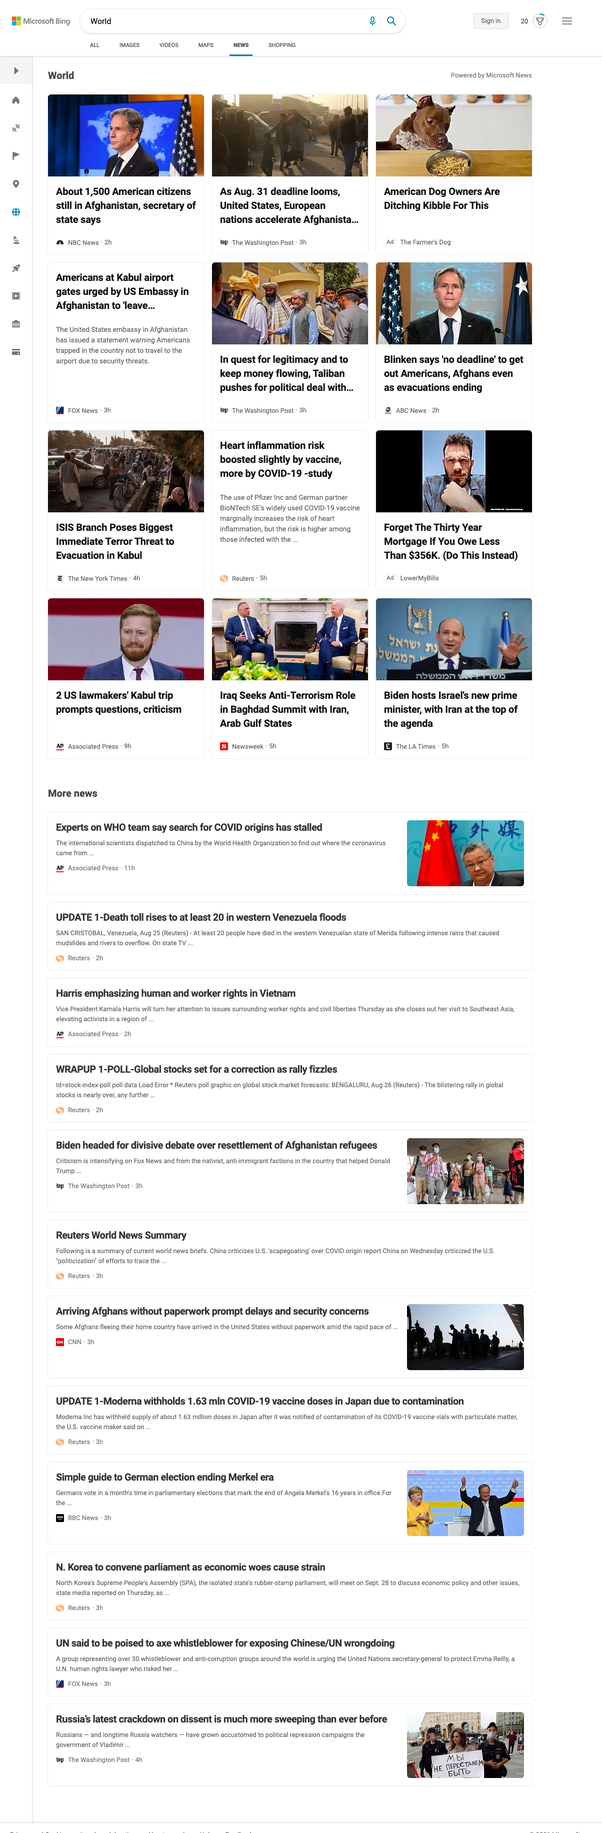 Microsoft Bing
World
Sign in
20
ALL
IMAGES
VIDEOS
MAPS
NEWS
SHOPPING
World
Powered by Microsoft News
About 1,500 American citizens
still in Afghanistan, secretary of
state says
NBC News · 2h
As Aug. 31 deadline looms,
United States, European
nations accelerate Afghanista...
wp The Washington Post · 3h
American Dog Owners Are
Ditching Kibble For This
Ad The Farmer's Dog
Americans at Kabul airport
gates urged by US Embassy in
Afghanistan to 'leave...
The United States embassy in Afghanistan
has issued a statement warning Americans
trapped in the country not to travel to the
airport due to security threats.
FOX News · 3h
In quest for legitimacy and to
keep money flowing, Taliban
pushes for political deal with...
wp The Washington Post · 3h
Blinken says 'no deadline' to get
out Americans, Afghans even
as evacuations ending
ABC News · 2h
ISIS Branch Poses Biggest
Immediate Terror Threat to
Evacuation in Kabul
The New York Times · 4h
Heart inflammation risk
boosted slightly by vaccine,
more by COVID-19 -study
The use of Pfizer Inc and German partner
BioNTech SE's widely used COVID-19 vaccine
marginally increases the risk of heart
inflammation, but the risk is higher among
those infected with the ...
Reuters · 5h
Forget The Thirty Year
Mortgage If You Owe Less
Than $356K. (Do This Instead)
Ad LowerMyBills
2 US lawmakers' Kabul trip
prompts questions, criticism
AP Associated Press · 9h
Iraq Seeks Anti-Terrorism Role
in Baghdad Summit with Iran,
Arab Gulf States
N Newsweek · 5h
ישראל
Biden hosts Israel's new prime
minister, with Iran at the top of
the agenda
The LA Times · 5h
More news
Experts on WHO team say search for COVID origins has stalled
The international scientists dispatched to China by the World Health Organization to find out where the coronavirus
came from ...
AP Associated Press · 11h
外 媒
UPDATE 1-Death toll rises to at least 20 in western Venezuela floods
SAN CRISTOBAL, Venezuela, Aug 25 (Reuters) - At least 20 people have died in the western Venezuelan state of Merida following intense rains that caused
mudslides and rivers to overflow. On state TV ...
Reuters · 2h
Harris emphasizing human and worker rights in Vietnam
Vice President Kamala Harris will turn her attention to issues surrounding worker rights and civil liberties Thursday as she closes out her visit to Southeast Asia,
elevating activists in a region of ...
AP Associated Press · 2h
WRAPUP 1-POLL-Global stocks set for a correction as rally fizzles
Id=stock-index-poll poll data Load Error * Reuters poll graphic on global stock market forecasts: BENGALURU, Aug 26 (Reuters) - The blistering rally in global
stocks is nearly over, any further ...
Reuters · 2h
Biden headed for divisive debate over resettlement of Afghanistan refugees
Criticism is intensifying on Fox News and from the nativist, anti-immigrant factions in the country that helped Donald
Trump ...
wp The Washington Post · 3h
Reuters World News Summary
Following is a summary of current world news briefs. China criticizes U.S. 'scapegoating' over COVID origin report China on Wednesday criticized the U.S.
"politicization" of efforts to trace the ...
Reuters · 3h
Arriving Afghans without paperwork prompt delays and security concerns
Some Afghans fleeing their home country have arrived in the United States without paperwork amid the rapid pace of ...
CNN CNN · 3h
UPDATE 1-Moderna withholds 1.63 mln COVID-19 vaccine doses in Japan due to contamination
Moderna Inc has withheld supply of about 1.63 million doses in Japan after it was notified of contamination of its COVID-19 vaccine vials with particulate matter,
the U.S. vaccine maker said on ...
Reuters · 3h
Simple guide to German election ending Merkel era
Germans vote in a month's time in parliamentary elections that mark the end of Angela Merkel's 16 years in office.For
the ...
BBC News · 3h
N. Korea to convene parliament as economic woes cause strain
North Korea's Supreme People's Assembly (SPA), the isolated state's rubber-stamp parliament, will meet on Sept. 28 to discuss economic policy and other issues,
state media reported on Thursday, as ...
Reuters · 3h
UN said to be poised to axe whistleblower for exposing Chinese/UN wrongdoing
A group representing over 30 whistleblower and anti-corruption groups around the world is urging the United Nations secretary-general to protect Emma Reilly, a
U.N. human rights lawyer who risked her ...
FOX News · 3h
Russia's latest crackdown on dissent is much more sweeping than ever before
Russians — and longtime Russia watchers — have grown accustomed to political repression campaigns the
government of Vladimir ...
wp The Washington Post · 4h
МЫ
НЕ ПЕРЕСТАНЕМ
БЫТЬ